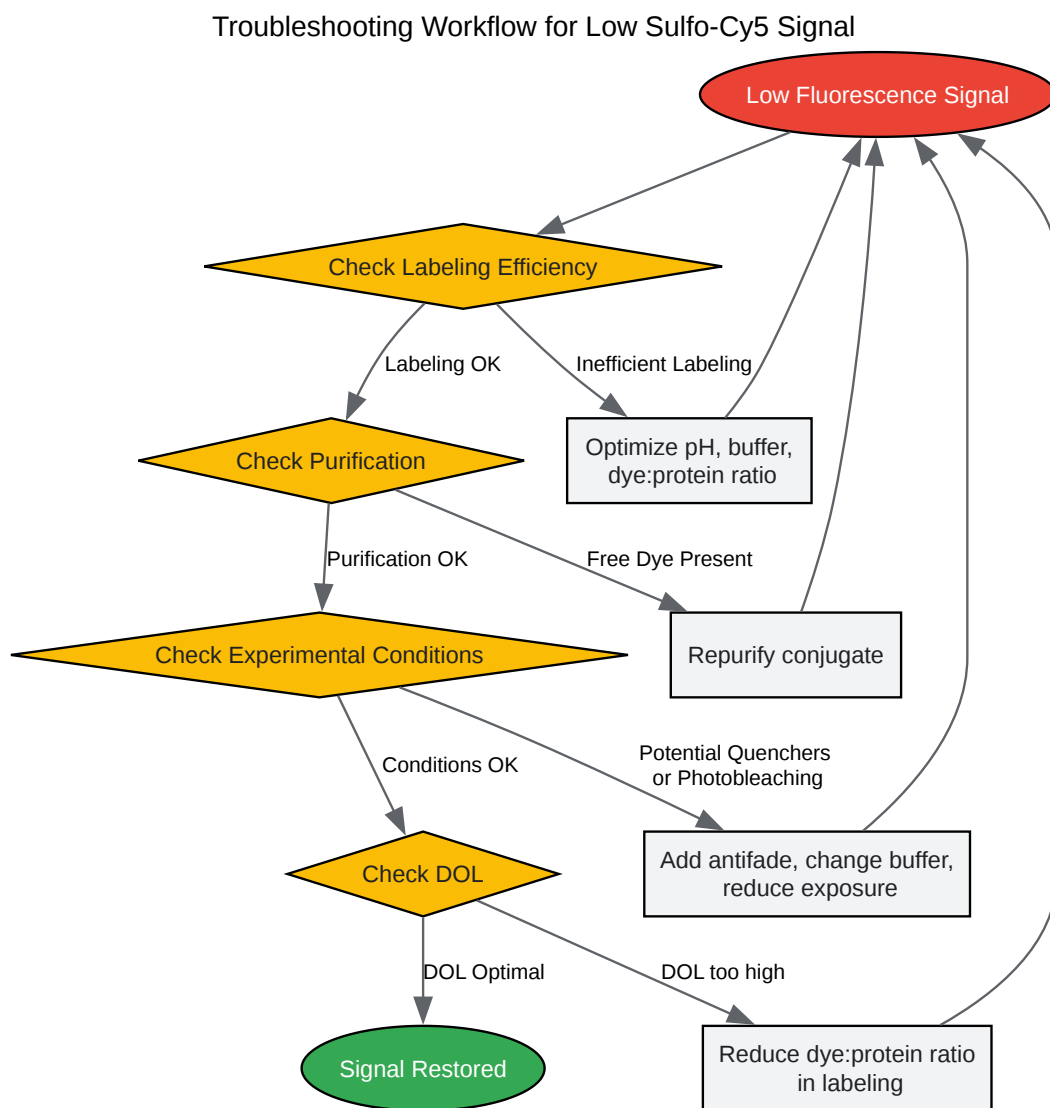 Troubleshooting Workflow for Low Sulfo-Cy5 Signal
Low Fluorescence Signal
Check Labeling Efficiency
Labeling OK
Inefficient Labeling
Check Purification
Optimize pH, buffer,
dye:protein ratio
Purification OK
Free Dye Present
Check Experimental Conditions
Repurify conjugate
Conditions OK
Potential Quenchers
or Photobleaching
Check DOL
Add antifade, change buffer,
reduce exposure
DOL Optimal
DOL too high
Signal Restored
Reduce dye:protein ratio
in labeling